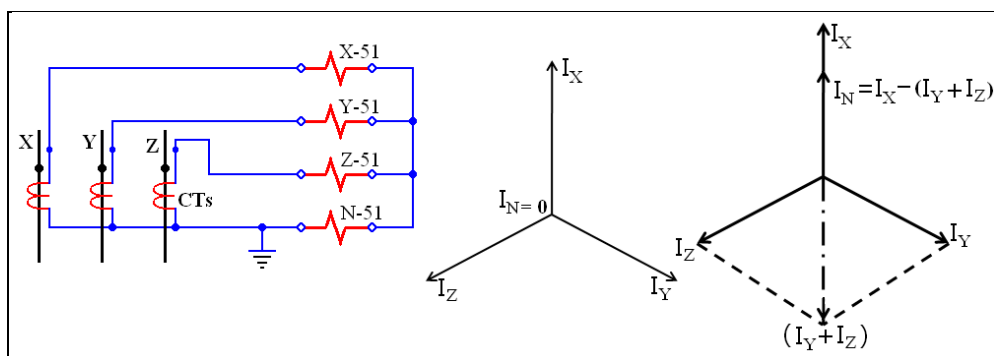 X-51
Y-51
Z-51
N-51
X
Y
Z
CTs
I_X
I_N= 0
I_Z
I_Y
I_X
I_N=I_X-(I_Y+I_Z)
I_Z
I_Y
(I_Y+I_Z)